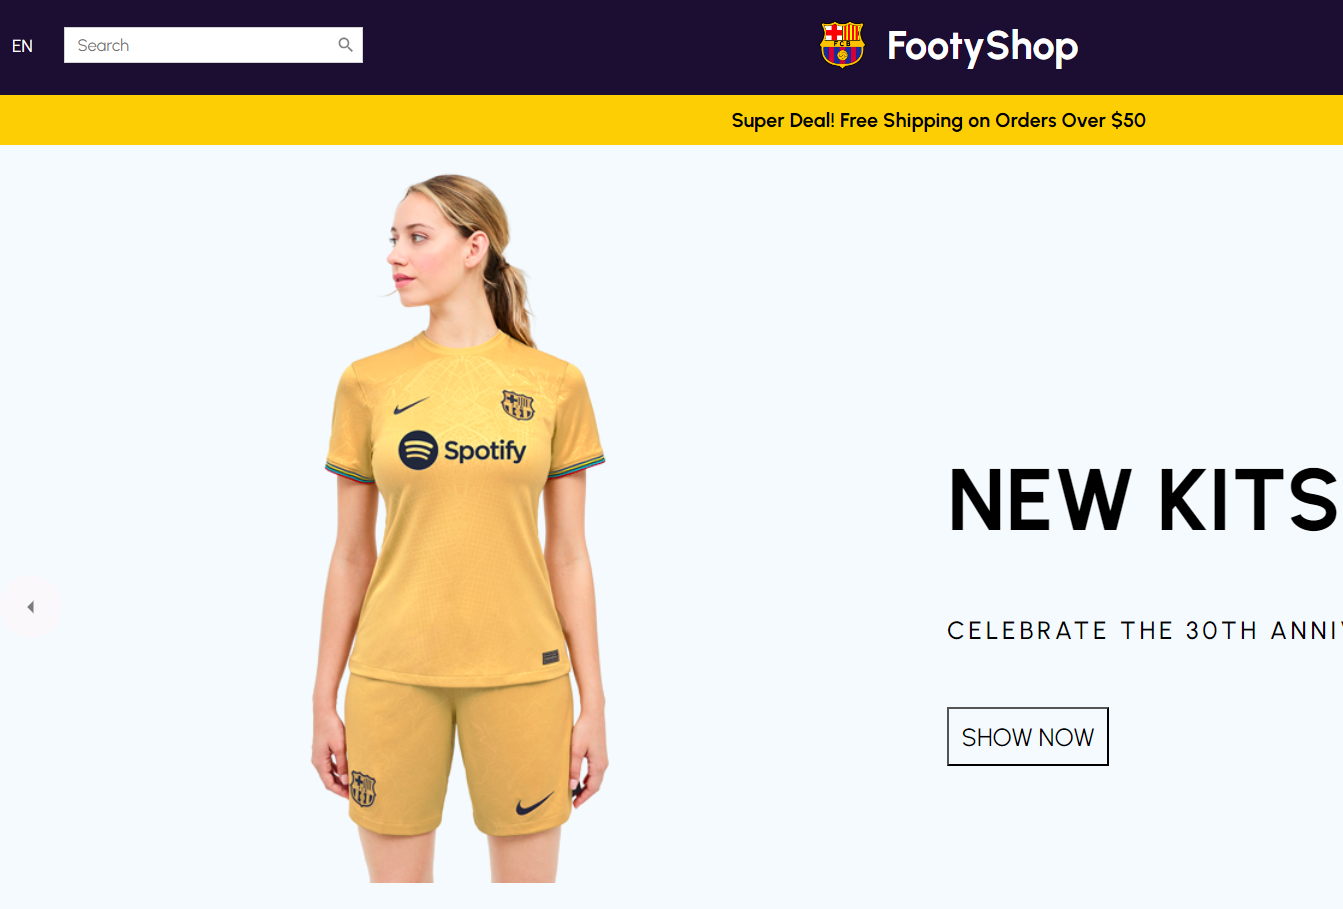 EN
Search
FCB
FootyShop
Super Deal! Free Shipping on Orders Over $50
Spotify
NEW KITS
CELEBRATE THE 30TH ANNI
SHOW NOW